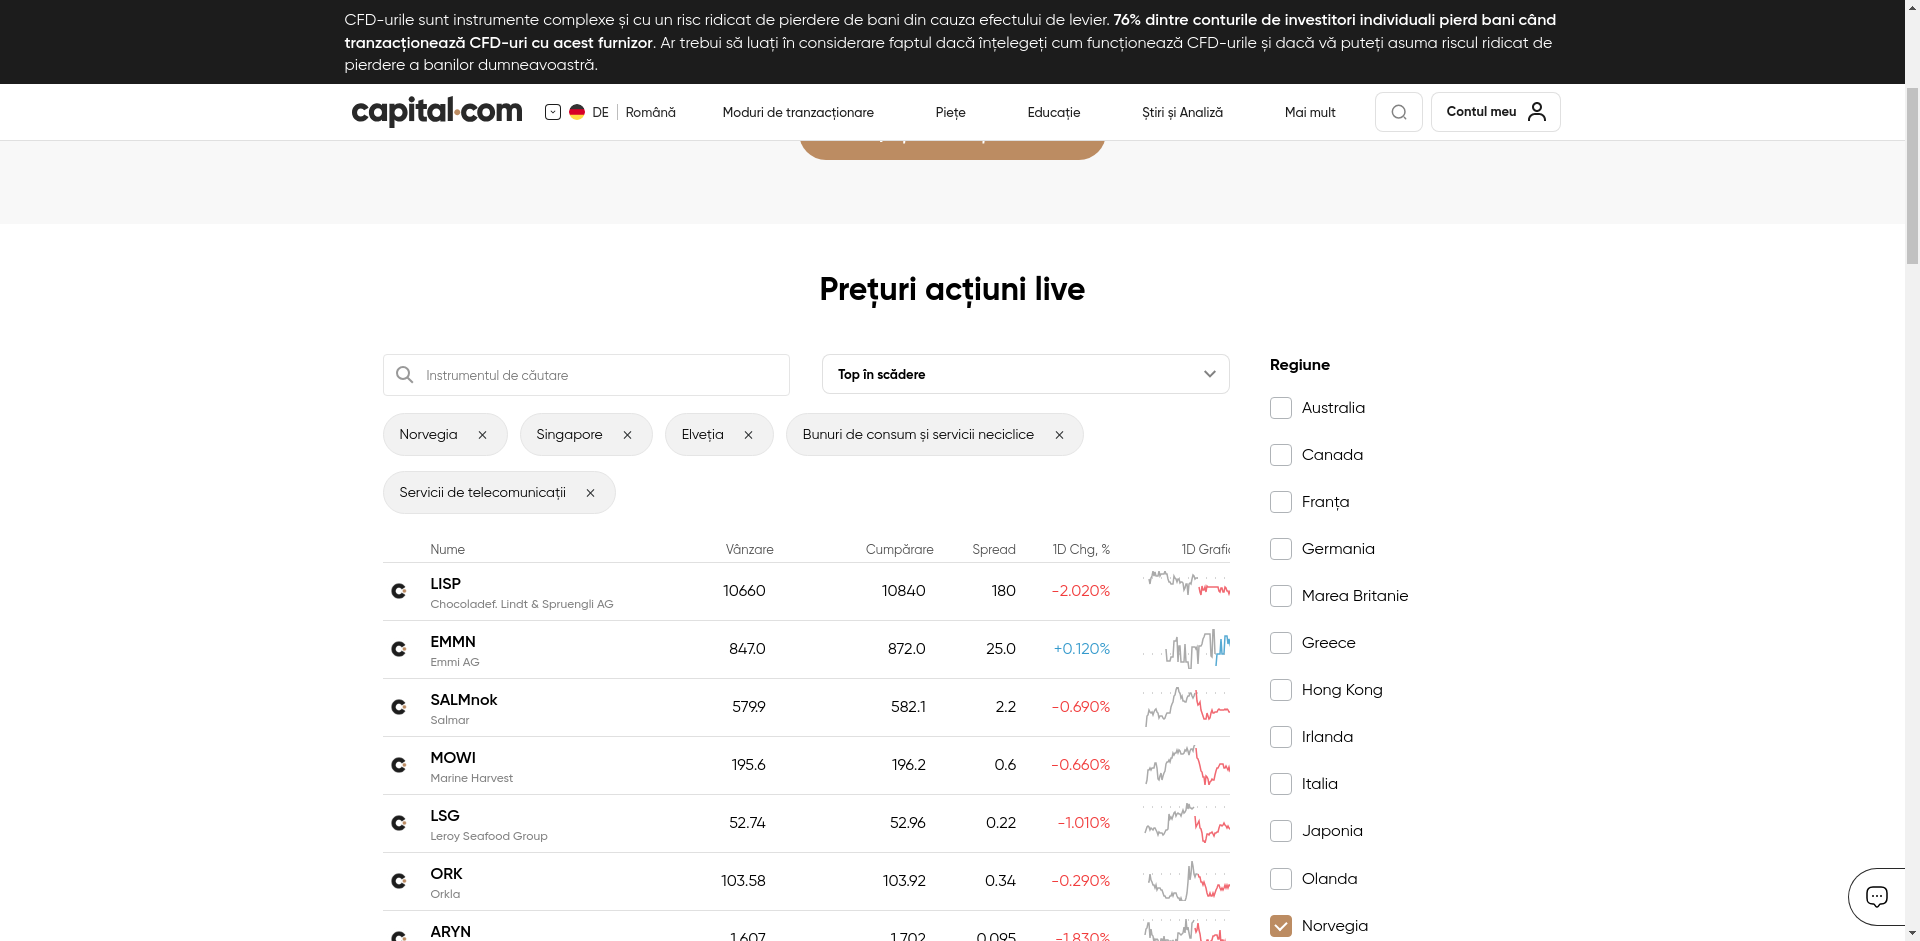 CFD-urile sunt instrumente complexe și cu un risc ridicat de pierdere de bani din cauza efectului de levier. 76% dintre conturile de investitori individuali pierd bani când
tranzacționează CFD-uri cu acest furnizor. Ar trebui să luați în considerare faptul dacă înțelegeți cum funcționează CFD-urile și dacă vă puteți asuma riscul ridicat de
pierdere a banilor dumneavoastră.
capital.com DE Română Moduri de tranzacționare Piețe Educație Știri și Analiză Mai mult Contul meu
Prețuri acțiuni live
Instrumentul de căutare Top în scădere
Norvegia Singapore Elveția Bunuri de consum și servicii neciclice
Servicii de telecomunicații
Nume Vânzare Cumpărare Spread 1D Chg, % 1D Grafic
LISP 10660 10840 180 -2.020%
Chocoladef. Lindt & Spruengli AG
EMMN 847.0 872.0 25.0 +0.120%
Emmi AG
SALMnok 579.9 582.1 2.2 -0.690%
Salmar
MOWI 195.6 196.2 0.6 -0.660%
Marine Harvest
LSG 52.74 52.96 0.22 -1.010%
Leroy Seafood Group
ORK 103.58 103.92 0.34 -0.290%
Orkla
ARYN 1.607 1.702 0.095 -1.830%
Regiune
Australia
Canada
Franța
Germania
Marea Britanie
Greece
Hong Kong
Irlanda
Italia
Japonia
Olanda
Norvegia